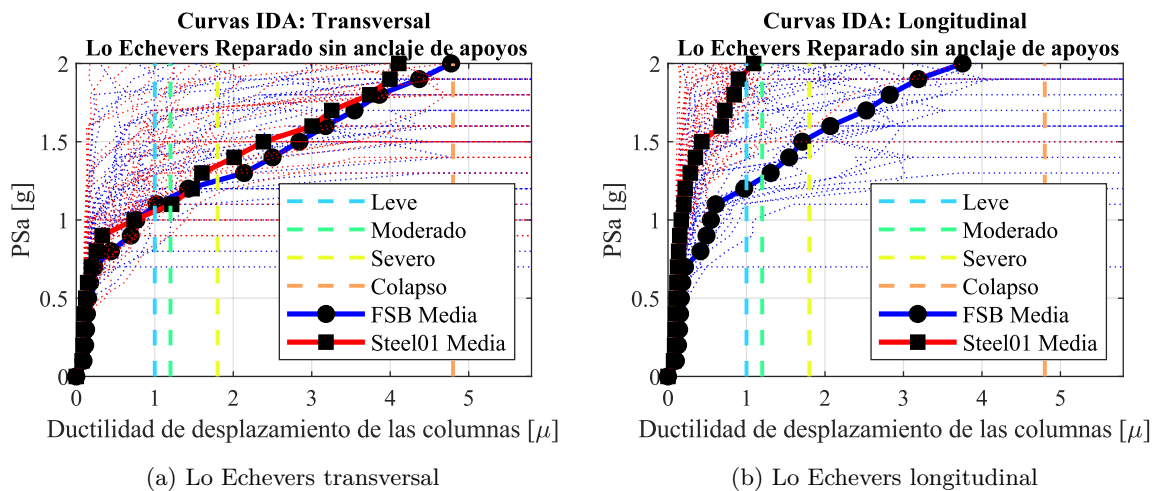 Curvas IDA: Transversal
Lo Echevers Reparado sin anclaje de apoyos
2
1.5
1
0.5
0
PSa [g]
Leve
Moderado
Severo
Colapso
FSB Media
Steel01 Media
0 1 2 3 4 5
Ductilidad de desplazamiento de las columnas [μ]
(a) Lo Echevers transversal
Curvas IDA: Longitudinal
Lo Echevers Reparado sin anclaje de apoyos
2
1.5
1
0.5
0
PSa [g]
Leve
Moderado
Severo
Colapso
FSB Media
Steel01 Media
0 1 2 3 4 5
Ductilidad de desplazamiento de las columnas [μ]
(b) Lo Echevers longitudinal